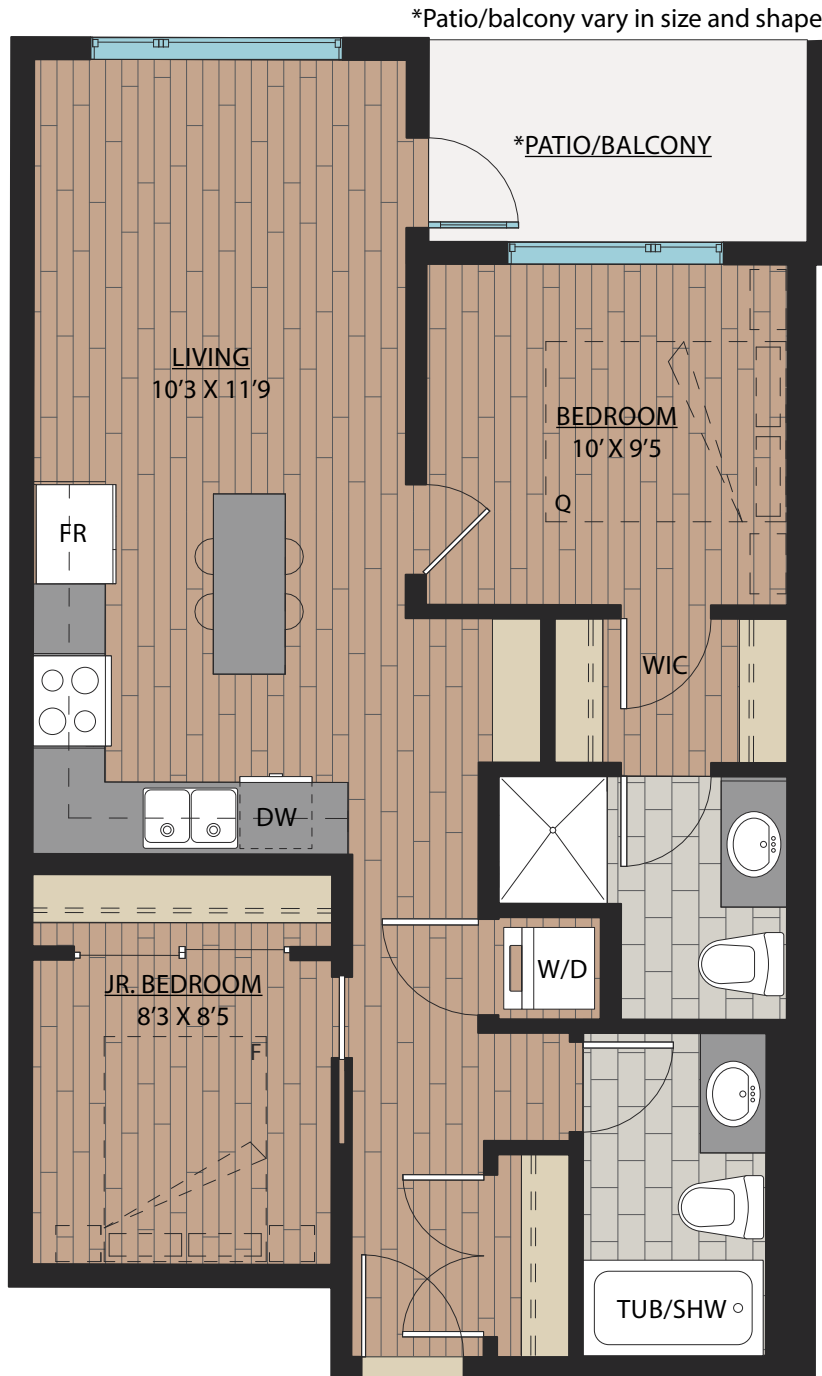 *Patio/balcony vary in size and shape
*PATIO/BALCONY
LIVING
10’3 X 11’9
BEDROOM
10’ X 9’5
Q
FR
WIC
DW
W/D
JR. BEDROOM
8’3 X 8’5
F
TUB/SHW